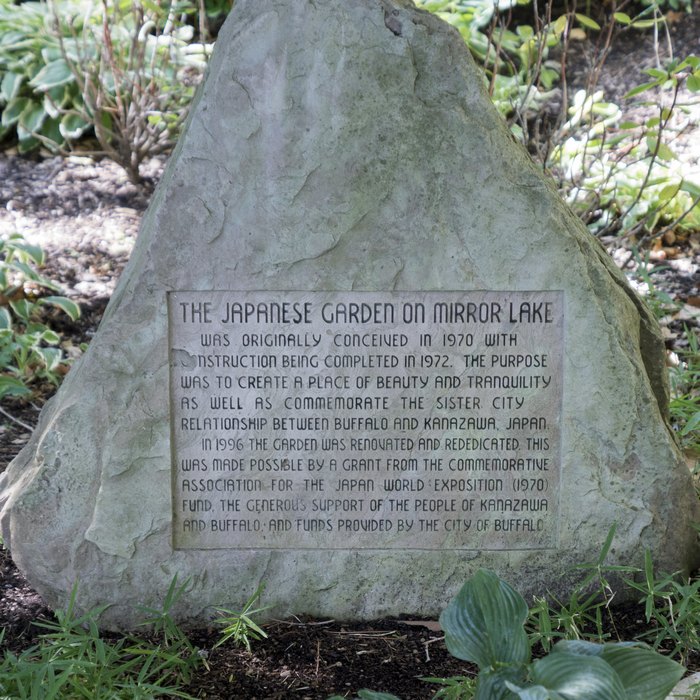 THE JAPANESE GARDEN ON MIRROR LAKE
WAS ORIGINALLY CONCEIVED IN 1970 WITH
CONSTRUCTION BEING COMPLETED IN 1972. THE PURPOSE
WAS TO CREATE A PLACE OF BEAUTY AND TRANQUILITY
AS WELL AS COMMEMORATE THE SISTER CITY
RELATIONSHIP BETWEEN BUFFALO AND KANAZAWA, JAPAN.
IN 1996 THE GARDEN WAS RENOVATED AND REDEDICATED. THIS
WAS MADE POSSIBLE BY A GRANT FROM THE COMMEMORATIVE
ASSOCIATION FOR THE JAPAN WORLD EXPOSITION (1970)
FUND, THE GENEROUS SUPPORT OF THE PEOPLE OF KANAZAWA
AND BUFFALO, AND FUNDS PROVIDED BY THE CITY OF BUFFALO.